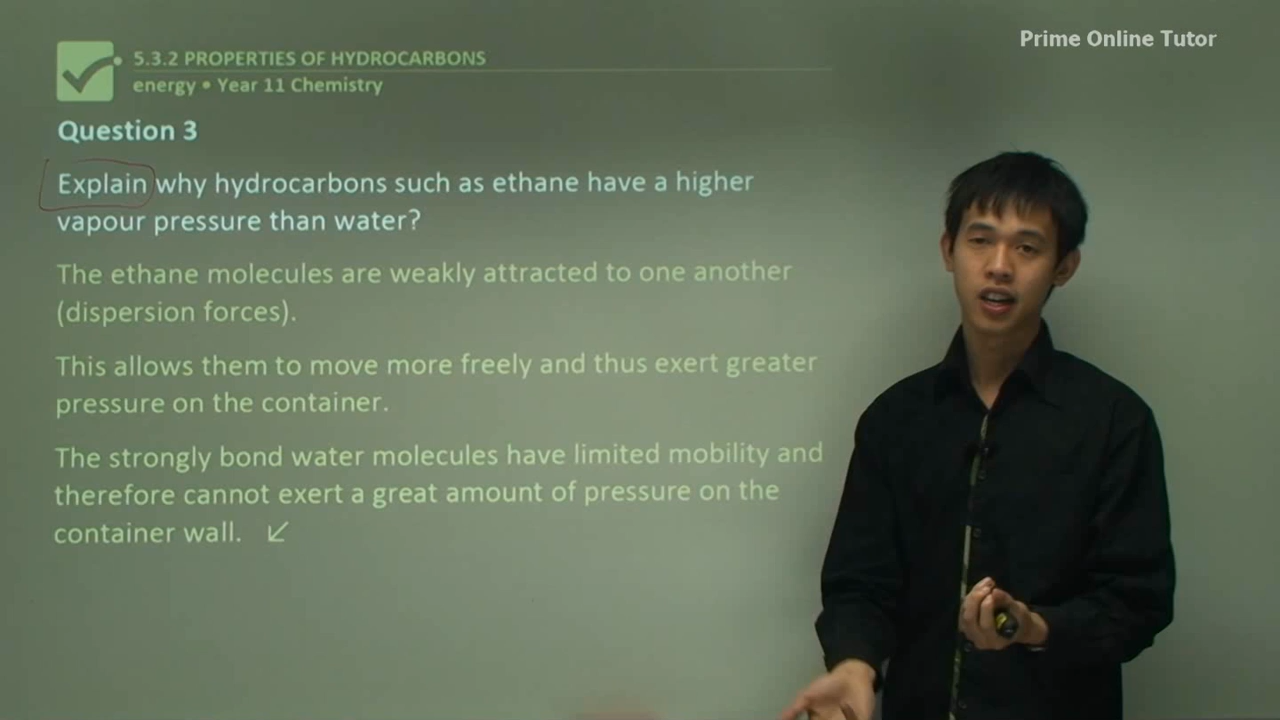 Prime Online Tutor
5.3.2 PROPERTIES OF HYDROCARBONS
energy • Year 11 Chemistry
Question 3
Explain why hydrocarbons such as ethane have a higher
vapour pressure than water?
The ethane molecules are weakly attracted to one another
(dispersion forces).
This allows them to move more freely and thus exert greater
pressure on the container.
The strongly bond water molecules have limited mobility and
therefore cannot exert a great amount of pressure on the
container wall.